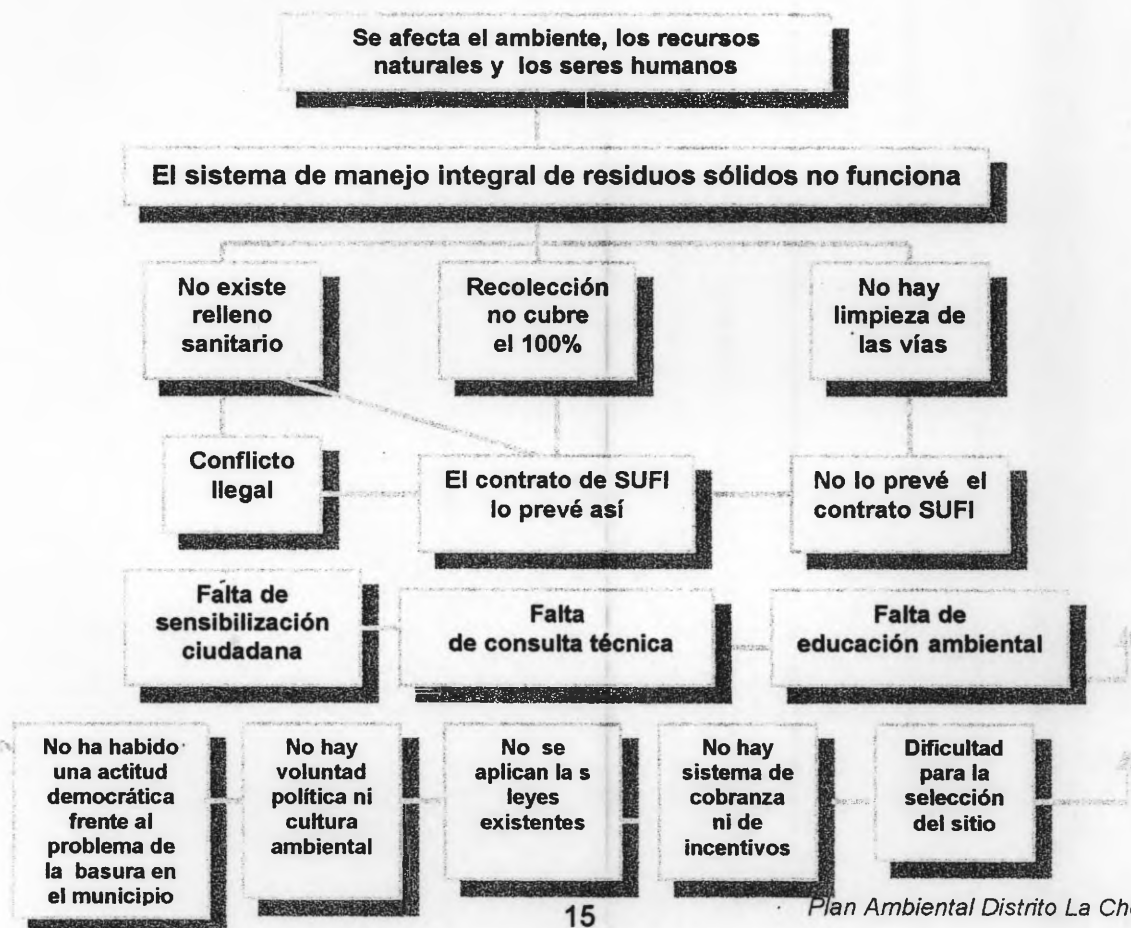 Se afecta el ambiente, los recursos
naturales y los seres humanos
El sistema de manejo integral de residuos sólidos no funciona
No existe
relleno
sanitario
Recolección
no cubre
el 100%
No hay
limpieza de
las vías
Conflicto
llegal
El contrato de SUFI
lo prevé así
No lo prevé el
contrato SUFI
Falta de
sensibilización
ciudadana
Falta
de consulta técnica
Falta de
educación ambiental
No ha habido
una actitud
democrática
frente al
problema de
la basura en
el municipio
No hay
voluntad
política ni
cultura
ambiental
No se
aplican la s
leyes
existentes
No hay
sistema de
cobranza
ni de
incentivos
Dificultad
para la
selección
del sitio
15
Plan Ambiental Distrito La